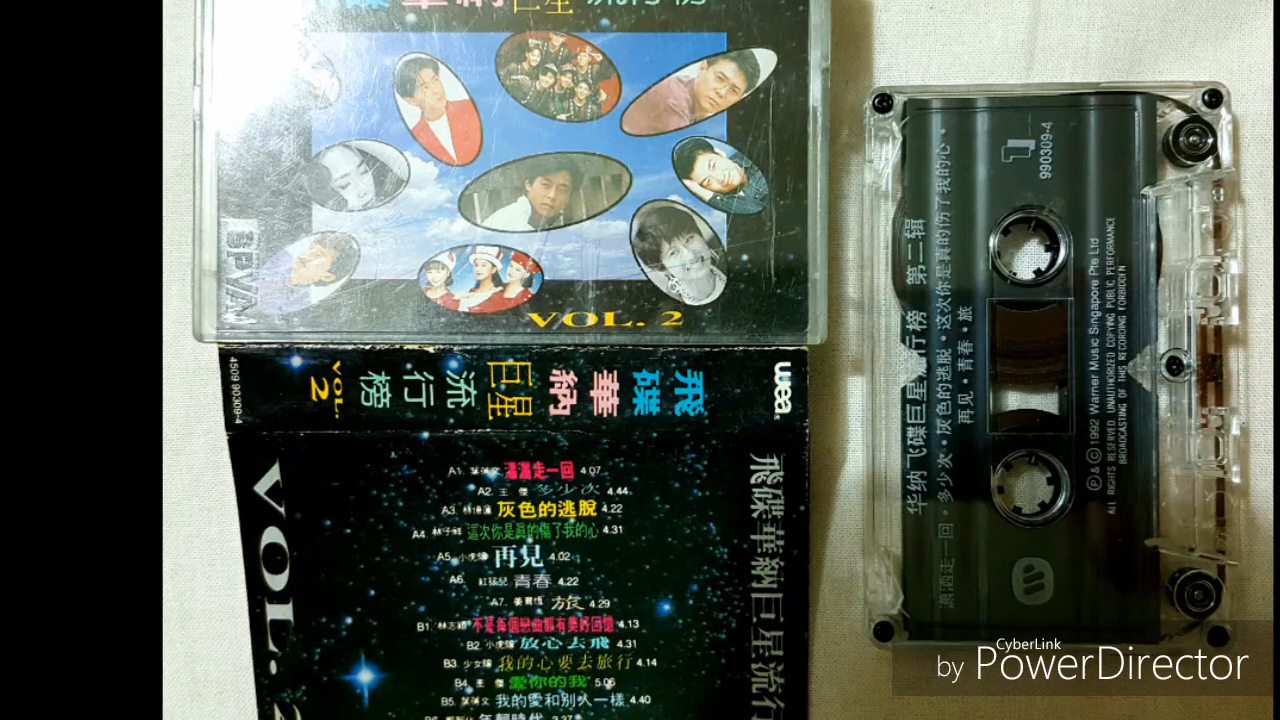 VOL. 2
wea
飛碟華納巨星流行榜
VOL. 2
4509 90309-4
飛碟華納巨星流行
VOL. 2
A1. 葉蒨文 瀟灑走一回 4.07
A2. 王 傑 多少次 4.44
A3. 林憶蓮 灰色的逃脫 4.22
A4. 林子祥 這次你是真的傷了我的心 4.31
A5. 小虎隊 再見 4.02
A6. 紅孩兒 青春 4.22
A7. 姜育恆 旅 4.29
B1. 林志穎 不是每個戀曲都有美好回憶 4.13
B2. 小虎隊 放心去飛 4.31
B3. 少女隊 我的心要去旅行 4.14
B4. 王 傑 愛你的我 5.06
B5. 葉蒨文 我的愛和別人一樣 4.40
年輕時代 3.37
1
990309-4
华纳飞碟巨星流行榜 第二辑
潇洒走一回 • 多少次 • 灰色的逃脱 • 这次你是真的伤了我的心 •
再见 • 青春 • 旅
Ⓟ & © 1992 Warner Music Singapore Pte Ltd
ALL RIGHTS RESERVED. UNAUTHORIZED COPYING PUBLIC PERFORMANCE
BROADCASTING OF THIS RECORDING FORBIDDEN
CyberLink
by PowerDirector